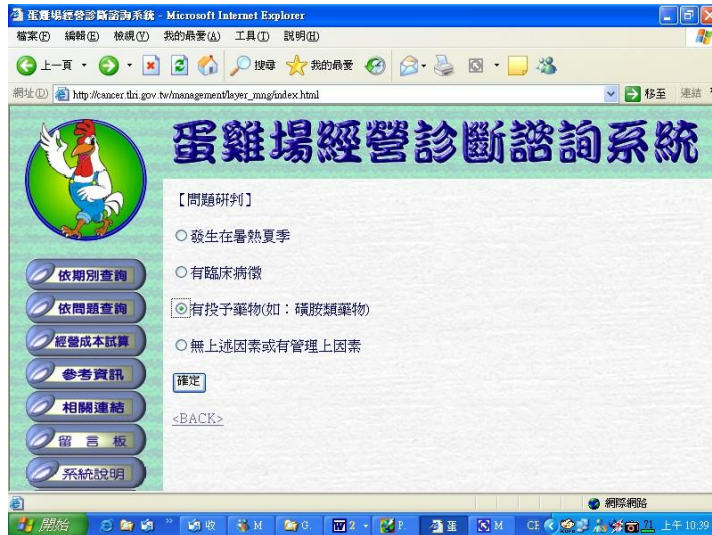 蛋雞場經營診斷諮詢系統 - Microsoft Internet Explorer
檔案(F) 編輯(E) 檢視(V) 我的最愛(A) 工具(T) 說明(H)
上一頁 搜尋 我的最愛
網址(D) http://cancer.tlri.gov.tw/management/layer_mng/index.html 移至 連結
蛋雞場經營診斷諮詢系統
【問題研判】
發生在暑熱夏季
有臨床病徵
有投予藥物(如：磺胺類藥物)
無上述因素或有管理上因素
確定
<BACK>
依期別查詢
依問題查詢
經營成本試算
參考資訊
相關連結
留言板
系統說明
網際網路
開始 收 M G. 2 P. 蛋 M CH 上午 10:39